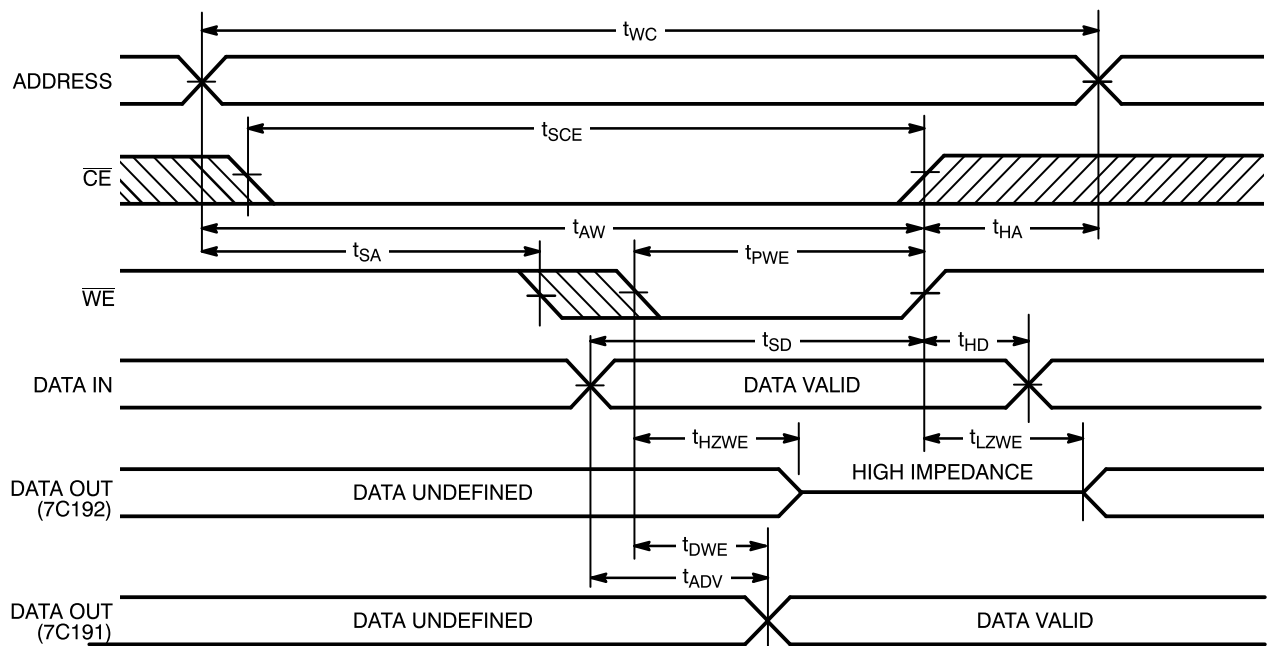 tWC
ADDRESS
tSCE
CE
tAW
tHA
tSA
tPWE
WE
tSD
tHD
DATA IN
DATA VALID
tHZWE
tLZWE
HIGH IMPEDANCE
DATA OUT
(7C192)
DATA UNDEFINED
tDWE
tADV
DATA OUT
(7C191)
DATA UNDEFINED
DATA VALID